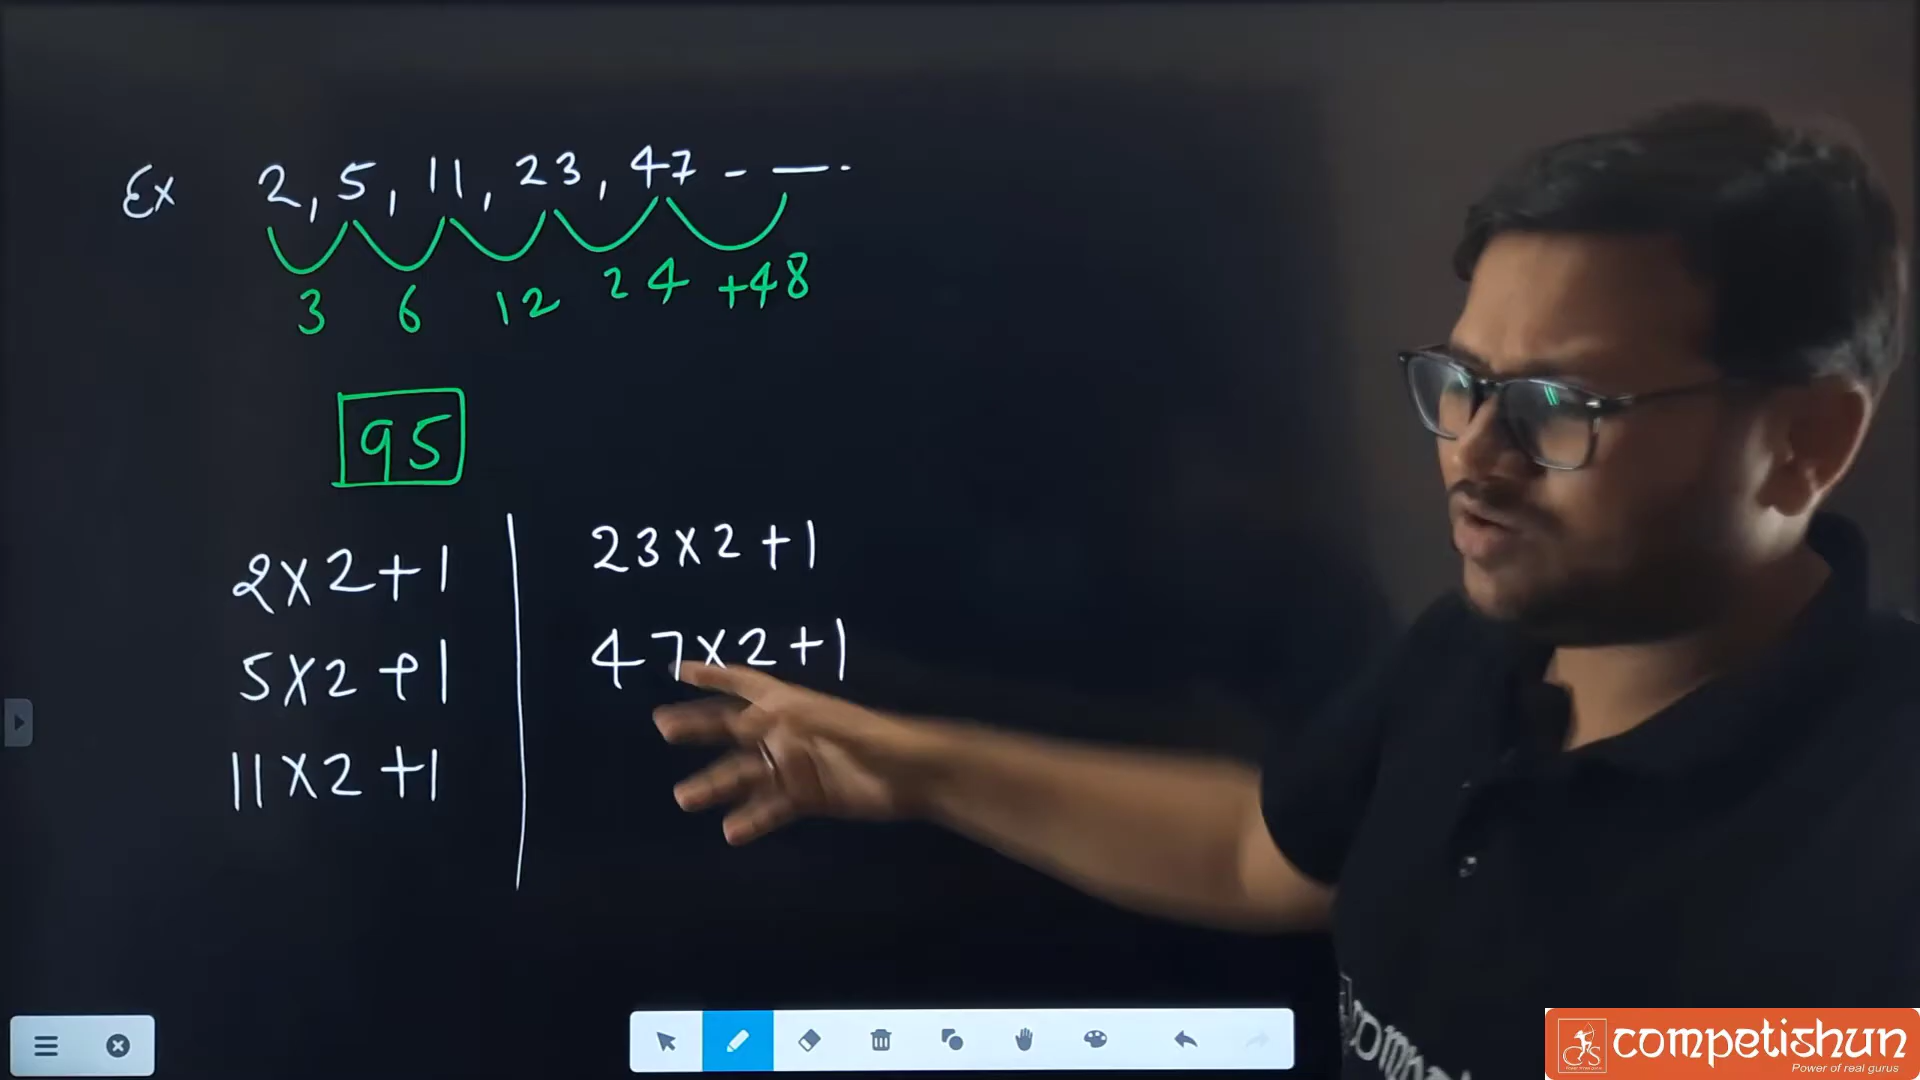 Ex 2, 5, 11, 23, 47 - — .
3 6 12 24 +48
95
2x2+1
5x2+1
11x2+1
23x2+1
47x2+1
competishun
Power of real gurus